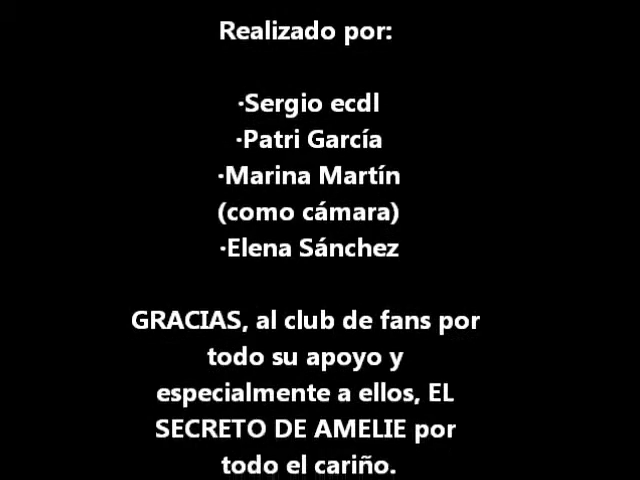 Realizado por:
·Sergio ecdl
·Patri García
·Marina Martín
(como cámara)
·Elena Sánchez
GRACIAS, al club de fans por
todo su apoyo y
especialmente a ellos, EL
SECRETO DE AMELIE por
todo el cariño.